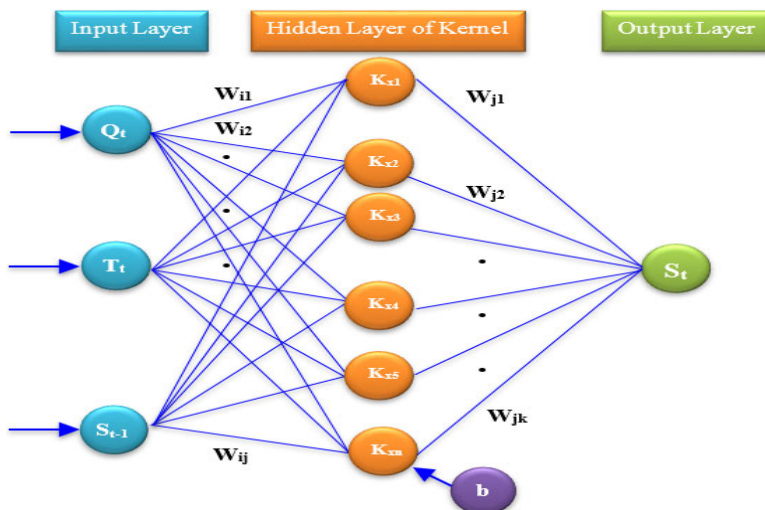 Input Layer
Hidden Layer of Kernel
Output Layer
Kx1
Wi1
Wj1
Qt
Wi2
Kx2
Wj2
Kx3
Tt
St
Kx4
Kx5
Wjk
St-1
Wij
Kxn
b